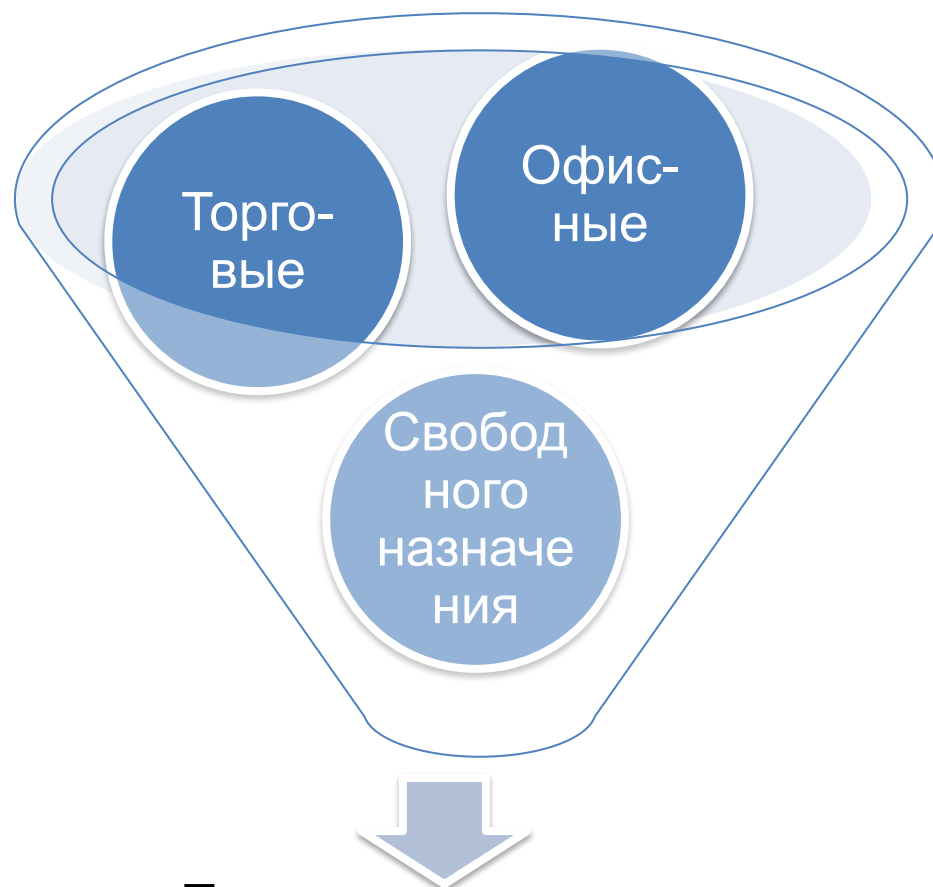 Торго-
вые
Офис-
ные
Свобод
ного
назначе
ния